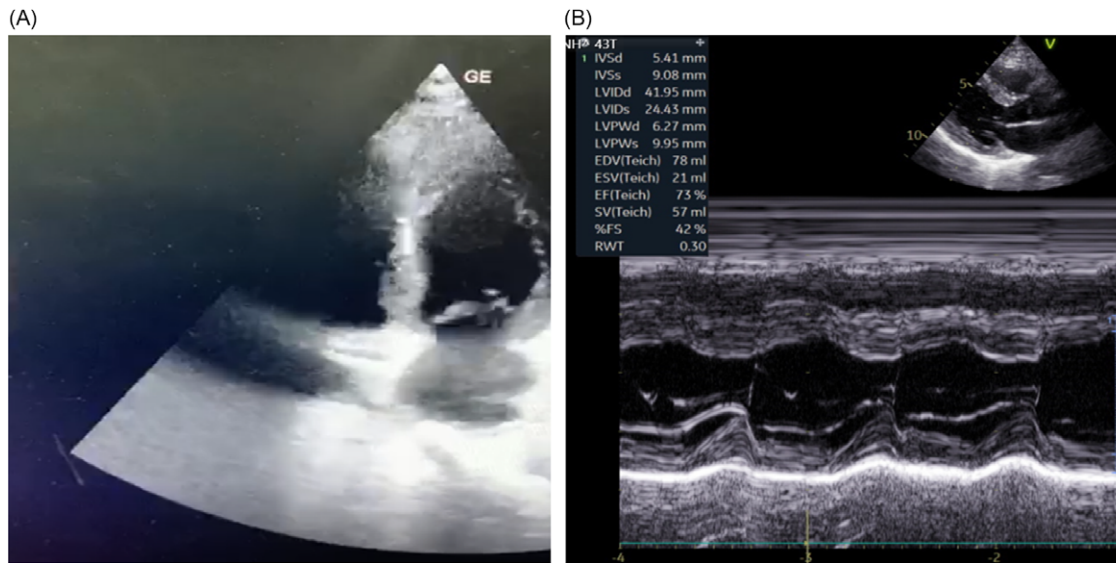 (A)
(B)
GE
43T
V
1 IVSd 5.41 mm
IVSs 9.08 mm
LVIDd 41.95 mm
LVIDs 24.43 mm
LVPWd 6.27 mm
LVPWs 9.95 mm
EDV(Teich) 78 ml
ESV(Teich) 21 ml
EF(Teich) 73 %
SV(Teich) 57 ml
%FS 42 %
RWT 0.30
5
10
-4
-3
-2